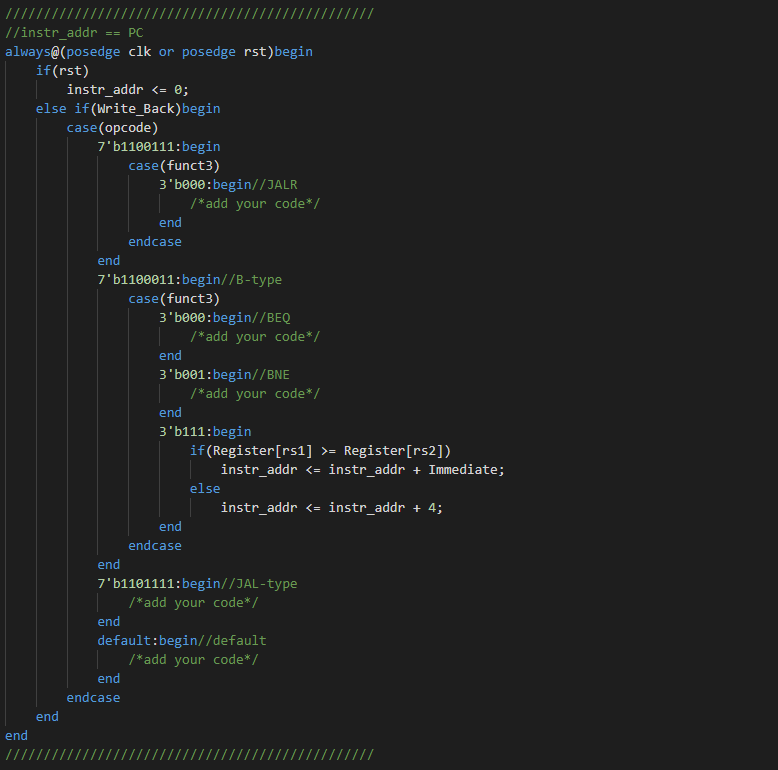 ////////////////////////////////////////////////
//instr_addr == PC
always@(posedge clk or posedge rst)begin
    if(rst)
        instr_addr <= 0;
    else if(Write_Back)begin
        case(opcode)
            7'b1100111:begin
                case(funct3)
                    3'b000:begin//JALR
                        /*add your code*/
                    end
                endcase
            end
            7'b1100011:begin//B-type
                case(funct3)
                    3'b000:begin//BEQ
                        /*add your code*/
                    end
                    3'b001:begin//BNE
                        /*add your code*/
                    end
                    3'b111:begin
                        if(Register[rs1] >= Register[rs2])
                            instr_addr <= instr_addr + Immediate;
                        else
                            instr_addr <= instr_addr + 4;
                    end
                endcase
            end
            7'b1101111:begin//JAL-type
                /*add your code*/
            end
            default:begin//default
                /*add your code*/
            end
        endcase
    end
end
////////////////////////////////////////////////